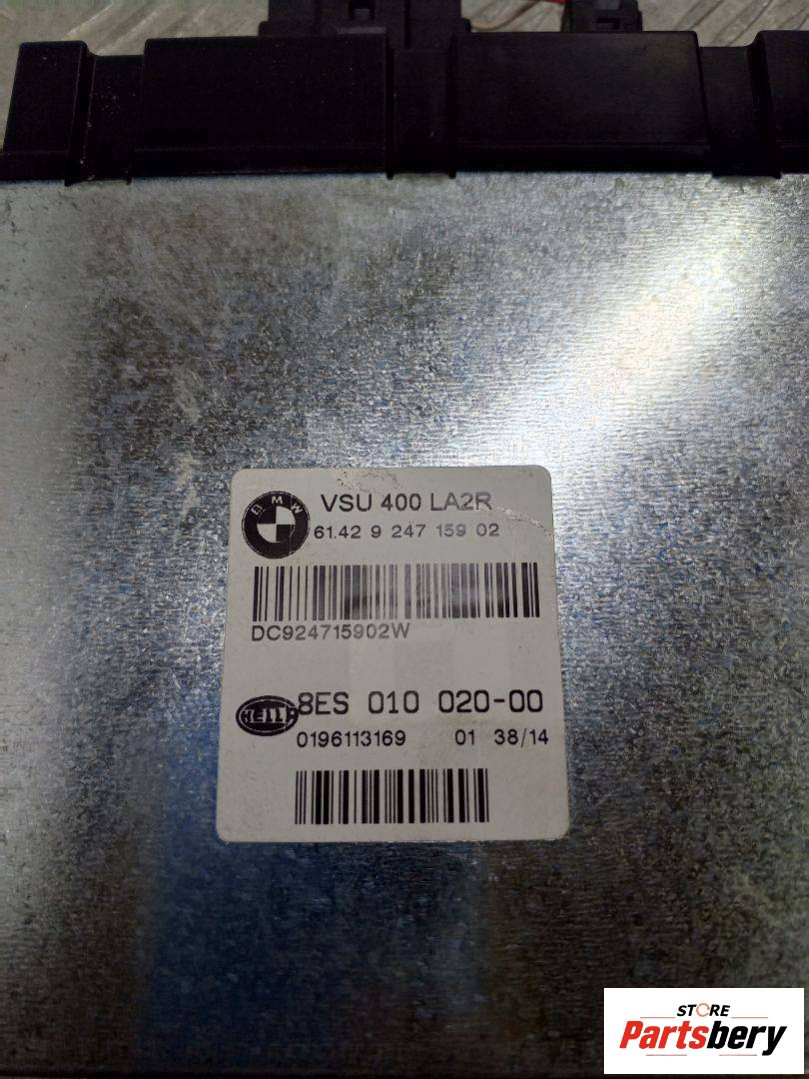 BMW
VSU 400 LA2R
61.42 9 247 159 02
DC924715902W
HELLA
8ES 010 020-00
0196113169 01 38/14
STORE
Partsbery